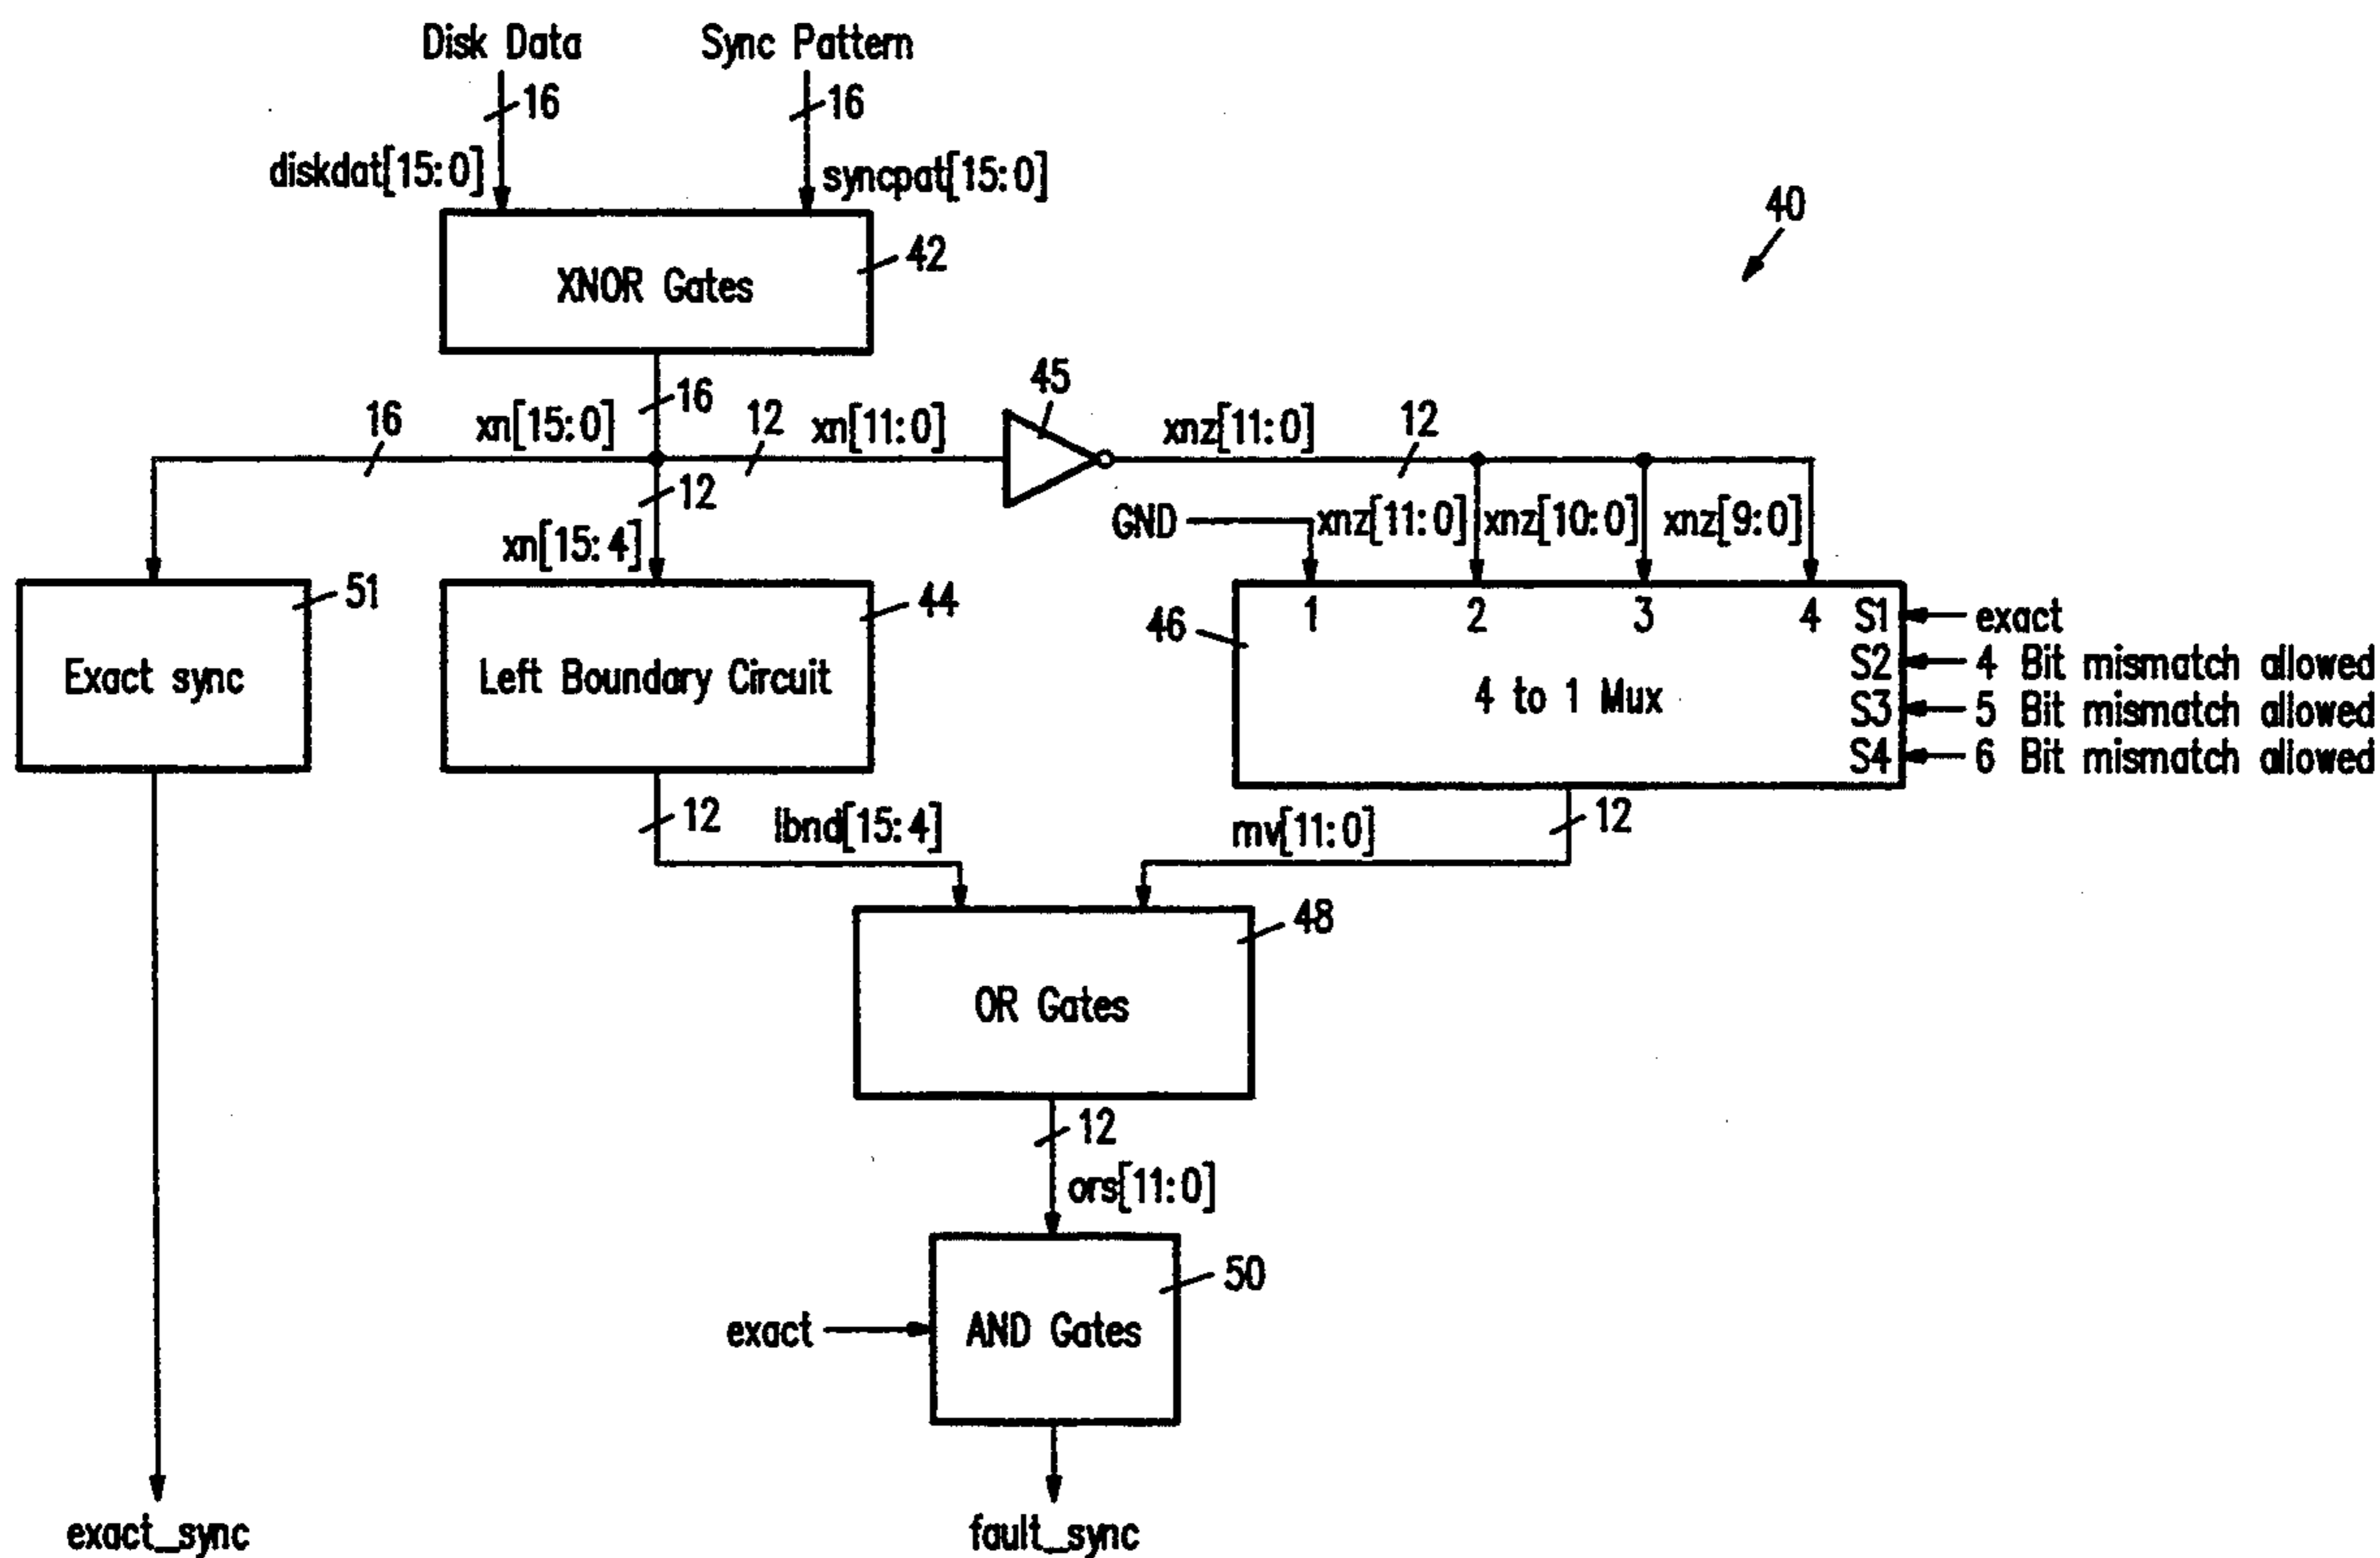 Disk Data
Sync Pattern
16
16
diskdat[15:0]
syncpat[15:0]
40
42
XNOR Gates
45
16
16
xn[15:0]
12
xn[11:0]
xnz[11:0]
12
12
GND
xnz[11:0]
xnz[10:0]
xnz[9:0]
xn[15:4]
51
44
46
1
2
3
4
S1
exact
Exact sync
Left Boundary Circuit
4 to 1 Mux
S2
4 Bit mismatch allowed
S3
5 Bit mismatch allowed
S4
6 Bit mismatch allowed
12
lbnd[15:4]
mv[11:0]
12
48
OR Gates
12
ors[11:0]
50
exact
AND Gates
exact_sync
fault_sync